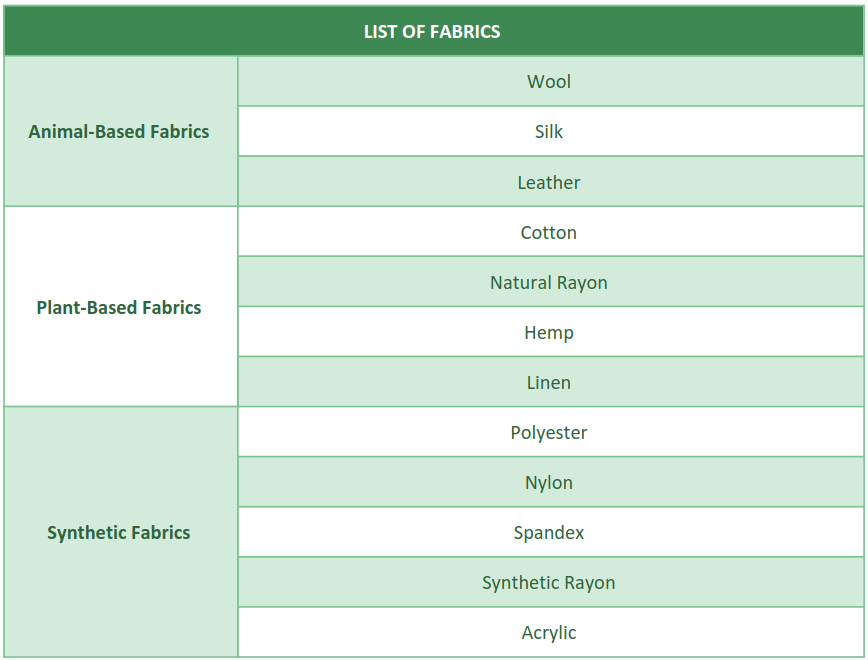 LIST OF FABRICS
Animal-Based Fabrics
Wool
Silk
Leather
Plant-Based Fabrics
Cotton
Natural Rayon
Hemp
Linen
Synthetic Fabrics
Polyester
Nylon
Spandex
Synthetic Rayon
Acrylic